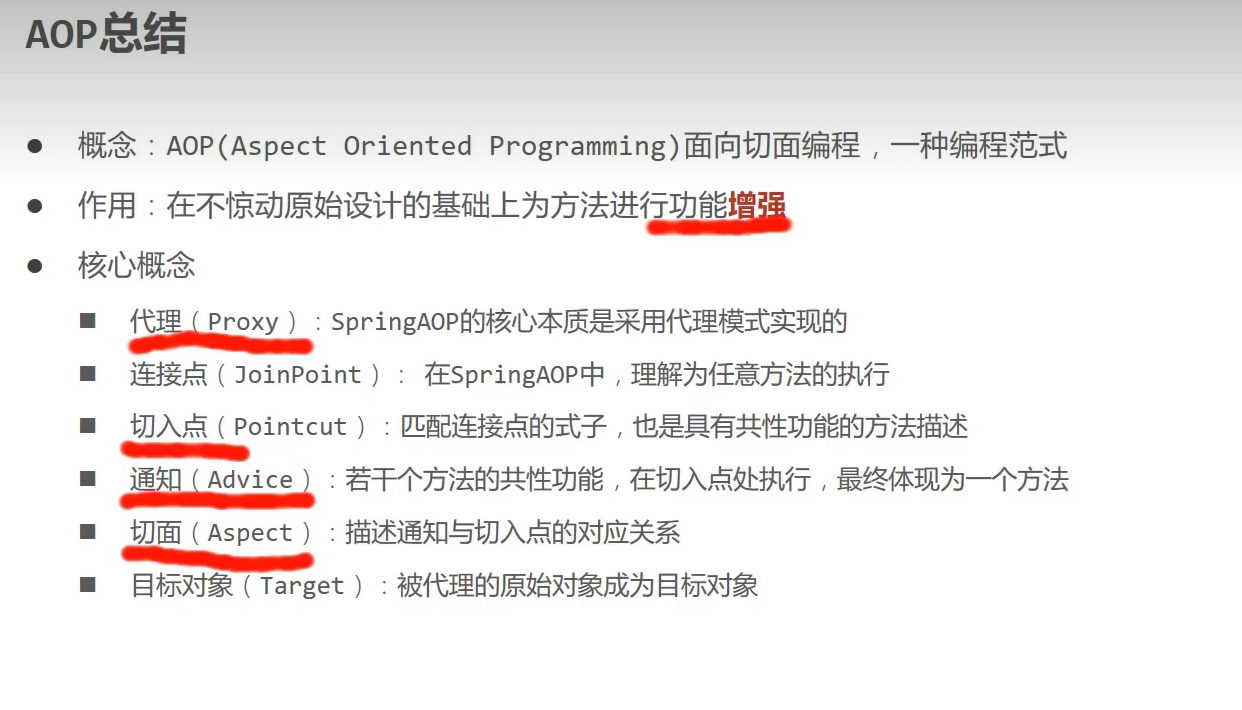 AOP总结
● 概念：AOP(Aspect Oriented Programming)面向切面编程，一种编程范式
● 作用：在不惊动原始设计的基础上为方法进行功能增强
● 核心概念
■ 代理（Proxy）：SpringAOP的核心本质是采用代理模式实现的
■ 连接点（JoinPoint）： 在SpringAOP中，理解为任意方法的执行
■ 切入点（Pointcut）：匹配连接点的式子，也是具有共性功能的方法描述
■ 通知（Advice）：若干个方法的共性功能，在切入点处执行，最终体现为一个方法
■ 切面（Aspect）：描述通知与切入点的对应关系
■ 目标对象（Target）：被代理的原始对象成为目标对象